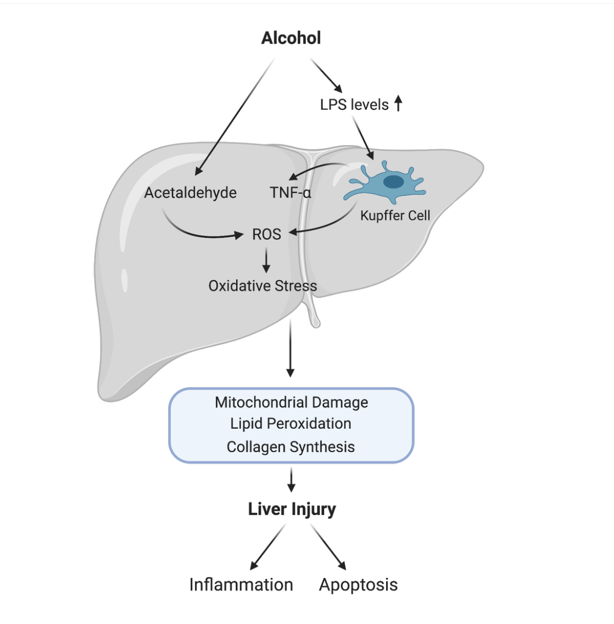 Alcohol
LPS levels ↑
Acetaldehyde
TNF-α
Kupffer Cell
ROS
Oxidative Stress
Mitochondrial Damage
Lipid Peroxidation
Collagen Synthesis
Liver Injury
Inflammation
Apoptosis